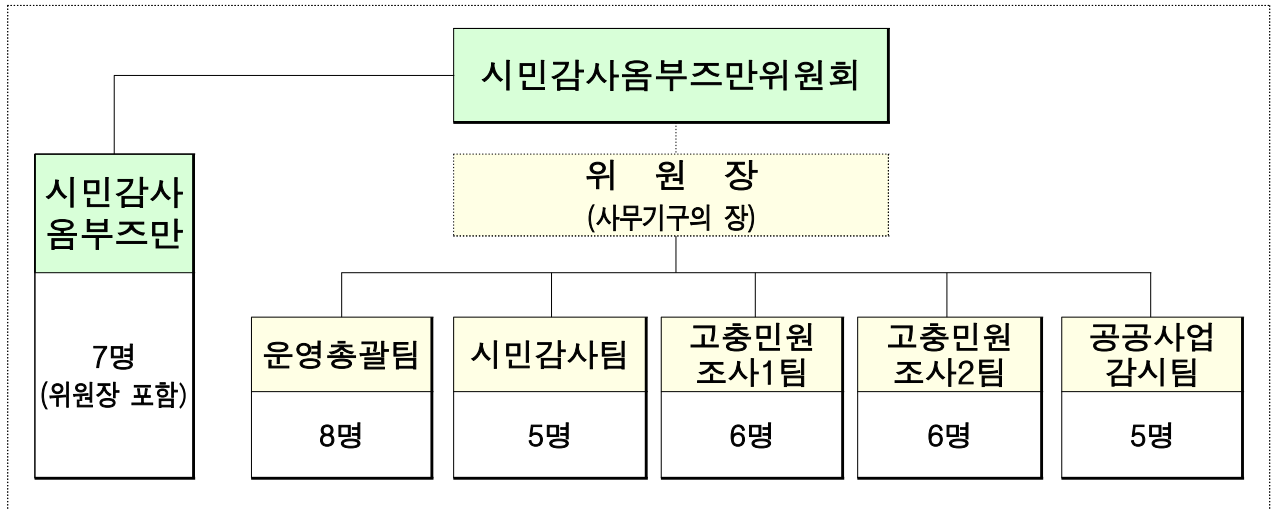 시민감사옴부즈만위원회
시민감사
옴부즈만
7명
(위원장 포함)
위 원 장
(사무기구의 장)
운영총괄팀
8명
시민감사팀
5명
고충민원
조사1팀
6명
고충민원
조사2팀
6명
공공사업
감시팀
5명